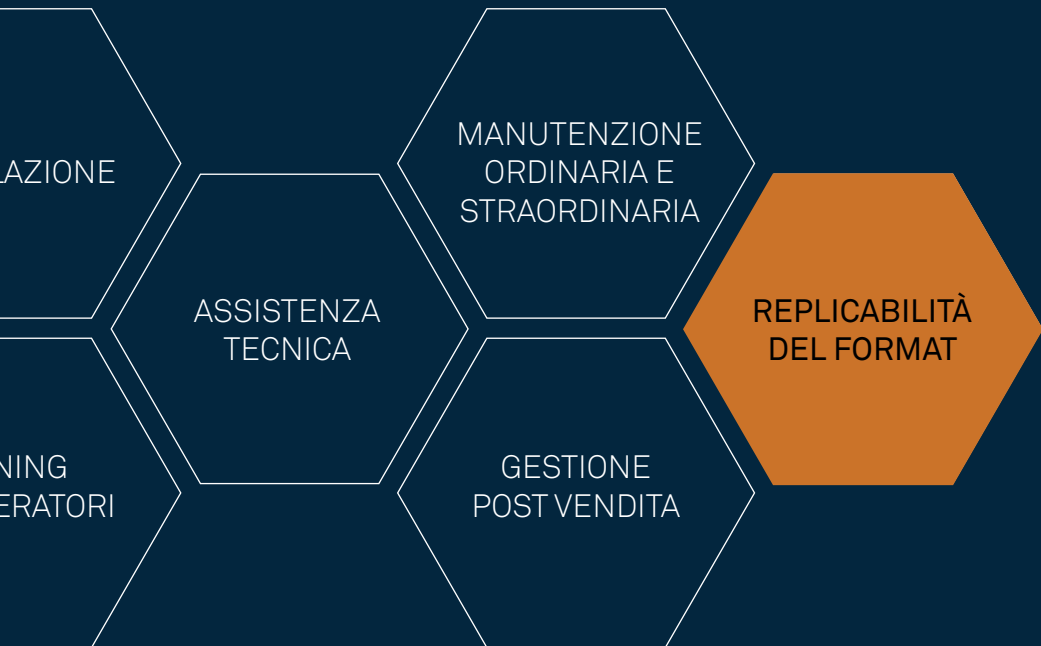 LAZIONE
NING
ERATORI
ASSISTENZA
TECNICA
MANUTENZIONE
ORDINARIA E
STRAORDINARIA
GESTIONE
POST VENDITA
REPLICABILITÀ
DEL FORMAT